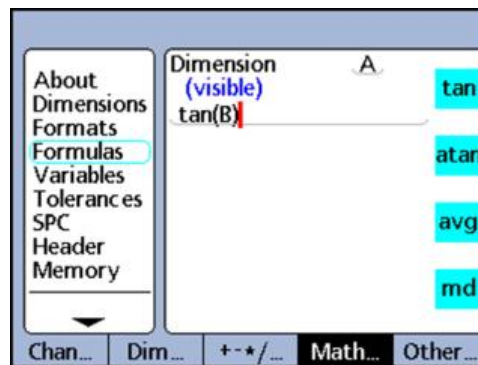 About
Dimensions
Formats
Formulas
Variables
Tolerances
SPC
Header
Memory
Dimension A
(visible)
tan(B)
tan
atan
avg
md
Chan... Dim... +-*/... Math... Other...